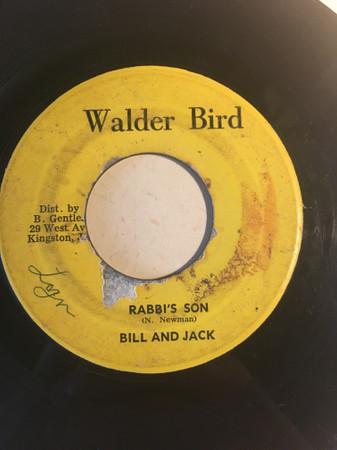 Walder Bird
Dist. by
B. Gentle
29 West Av
Kingston,
RABBI'S SON
(N. Newman)
BILL AND JACK